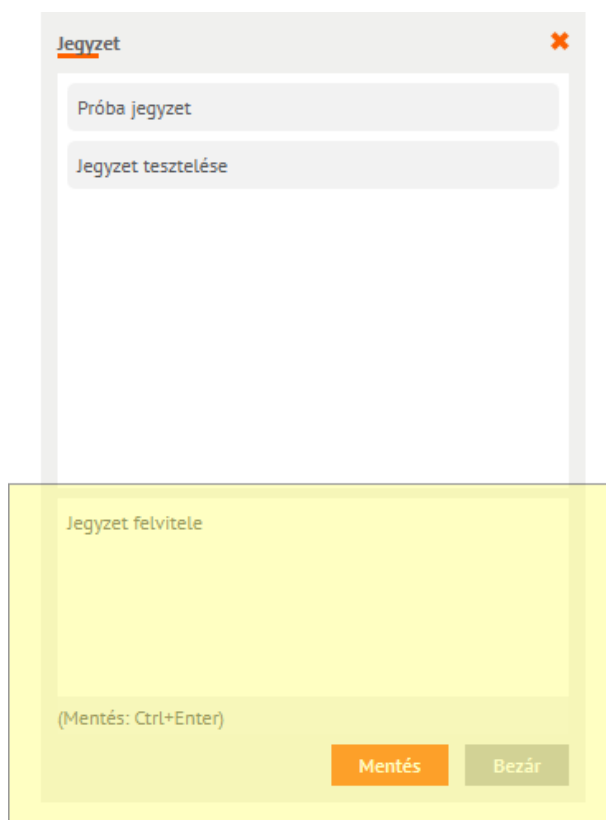 Jegyzet
Próba jegyzet
Jegyzet tesztelése
Jegyzet felvitele
(Mentés: Ctrl+Enter)
Mentés
Bezár